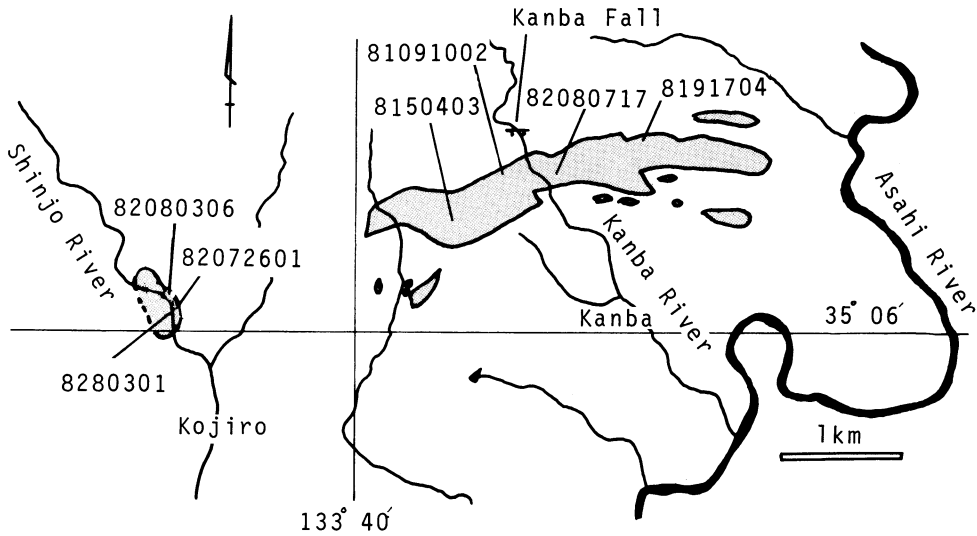 Kanba Fall
81091002
8150403
82080717
8191704
Shinjo River
82080306
82072601
8280301
Kojiro
Kanba River
Kanba
Asahi River
35° 06′
1km
133° 40′